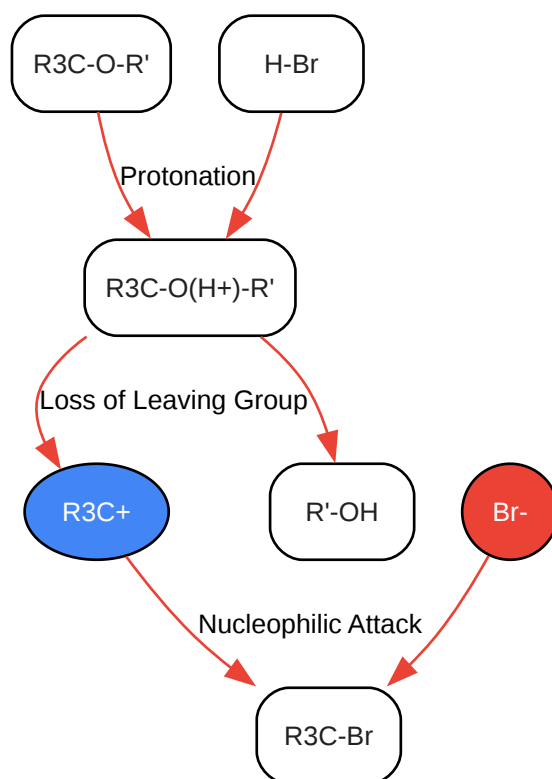 R3C-O-R'
H-Br
Protonation
R3C-O(H+)-R'
Loss of Leaving Group
R3C+
R'-OH
Br-
Nucleophilic Attack
R3C-Br